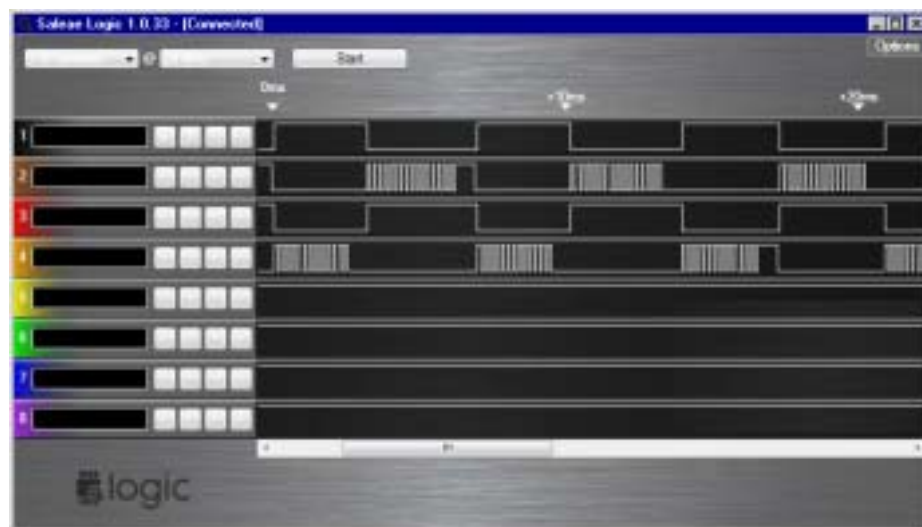 Saleae Logic 1.0.33 - [Connected]
@
Start
Options
0ms
+10ms
+20ms
1
2
3
4
5
6
7
8
logic